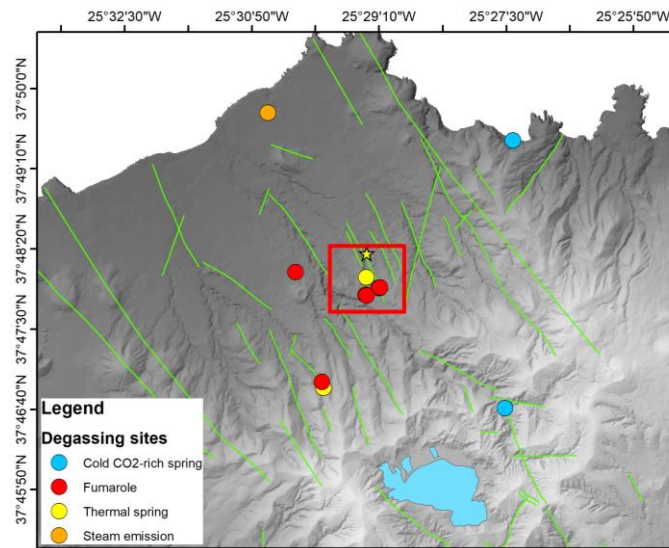 25°32'30"W 25°30'50"W 25°29'10"W 25°27'30"W 25°25'50"W
37°50'0"N
37°49'10"N
37°48'20"N
37°47'30"N
37°46'40"N
37°45'50"N
Legend
Degassing sites
Cold CO2-rich spring
Fumarole
Thermal spring
Steam emission